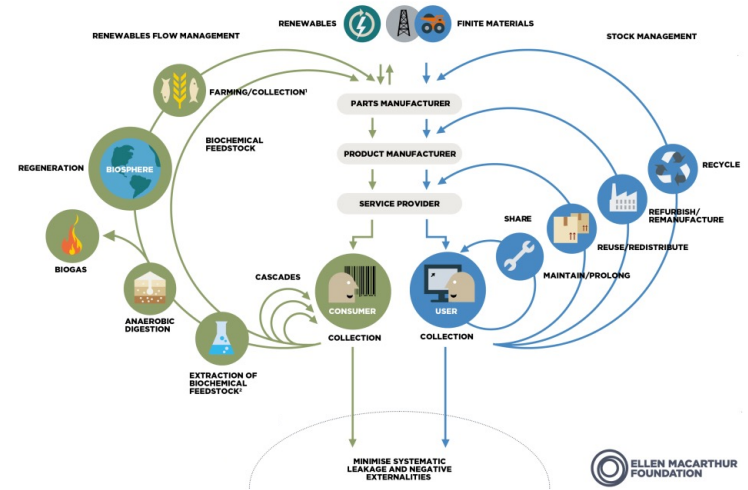 RENEWABLES
FINITE MATERIALS
RENEWABLES FLOW MANAGEMENT
STOCK MANAGEMENT
FARMING/COLLECTION¹
PARTS MANUFACTURER
BIOCHEMICAL
FEEDSTOCK
PRODUCT MANUFACTURER
REGENERATION
BIOSPHERE
RECYCLE
SERVICE PROVIDER
SHARE
REFURBISH/
REMANUFACTURE
REUSE/REDISTRIBUTE
BIOGAS
CASCADES
MAINTAIN/PROLONG
CONSUMER
USER
ANAEROBIC
DIGESTION
COLLECTION
COLLECTION
EXTRACTION OF
BIOCHEMICAL
FEEDSTOCK²
MINIMISE SYSTEMATIC
LEAKAGE AND NEGATIVE
EXTERNALITIES
ELLEN MACARTHUR
FOUNDATION